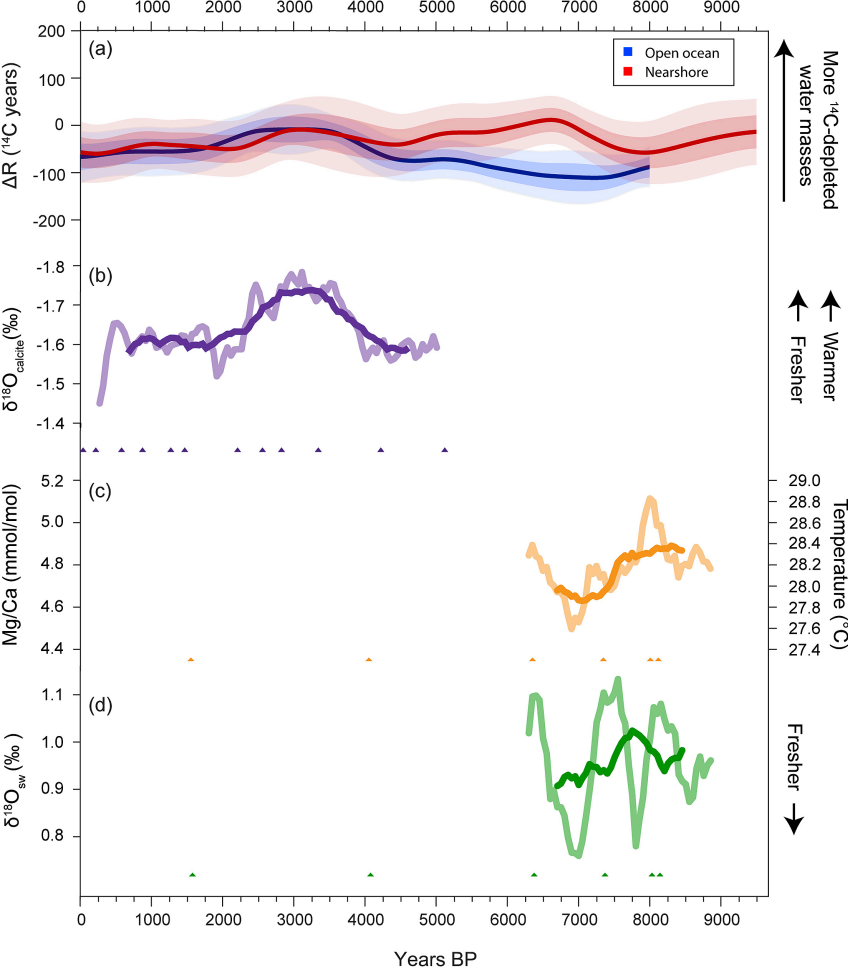 0 1000 2000 3000 4000 5000 6000 7000 8000 9000
(a)
200
100
0
-100
-200
ΔR (¹⁴C years)
Open ocean
Nearshore
More ¹⁴C-depleted
water masses
(b)
-1.8
-1.7
-1.6
-1.5
-1.4
δ¹⁸Ocalcite(‰)
Fresher
Warmer
(c)
5.2
5.0
4.8
4.6
4.4
Mg/Ca (mmol/mol)
29.0
28.8
28.6
28.4
28.2
28.0
27.8
27.6
27.4
Temperature (°C)
(d)
1.1
1.0
0.9
0.8
δ¹⁸Osw (‰)
Fresher
0 1000 2000 3000 4000 5000 6000 7000 8000 9000
Years BP